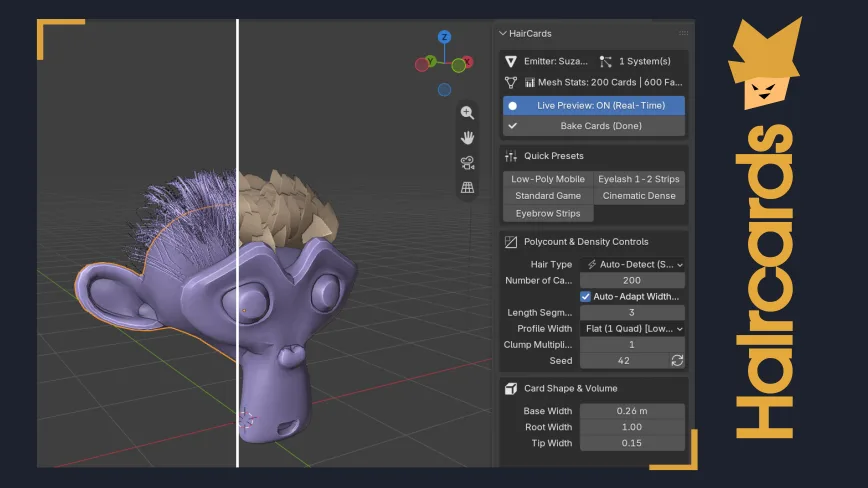 HairCards
Emitter: Suza... 1 System(s)
Mesh Stats: 200 Cards | 600 Fa...
Live Preview: ON (Real-Time)
Bake Cards (Done)
Quick Presets
Low-Poly Mobile Eyelash 1-2 Strips
Standard Game Cinematic Dense
Eyebrow Strips
Polycount & Density Controls
Hair Type Auto-Detect (S...
Number of Ca... 200
Auto-Adapt Width...
Length Segm... 3
Profile Width Flat (1 Quad) [Low...
Clump Multipli... 1
Seed 42
Card Shape & Volume
Base Width 0.26 m
Root Width 1.00
Tip Width 0.15
Z
Y
X
Haircards